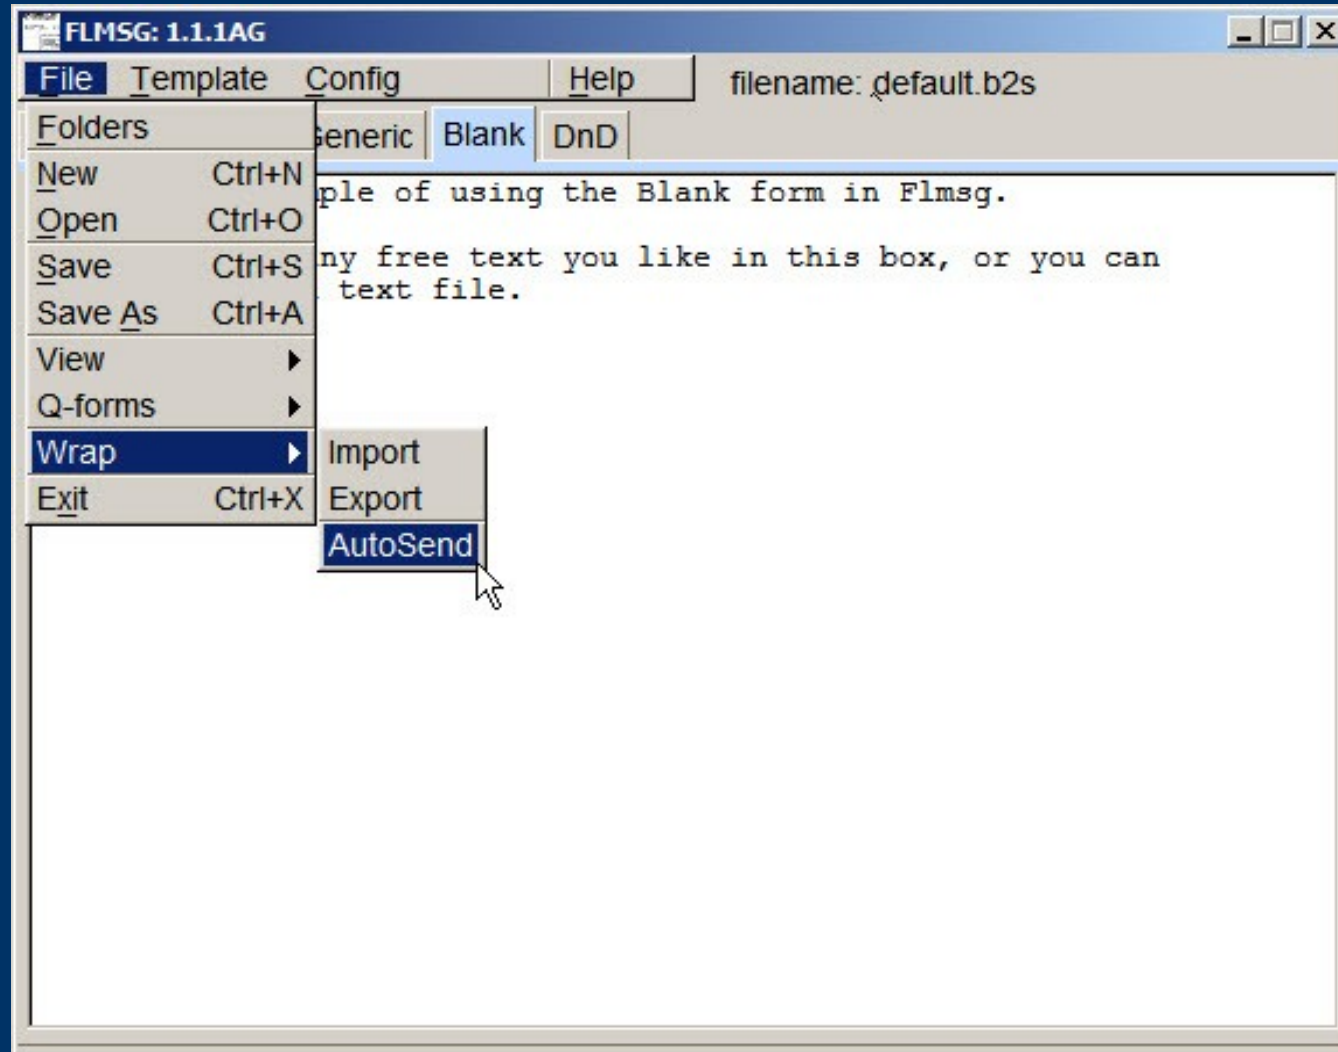 FLMSG: 1.1.1AG
File Template Config Help filename: default.b2s
Folders
Generic Blank DnD
New Ctrl+N
Open Ctrl+O
Save Ctrl+S
Save As Ctrl+A
View
Q-forms
Wrap
Exit Ctrl+X
Import
Export
AutoSend
ple of using the Blank form in Flmsg.
ny free text you like in this box, or you can
text file.